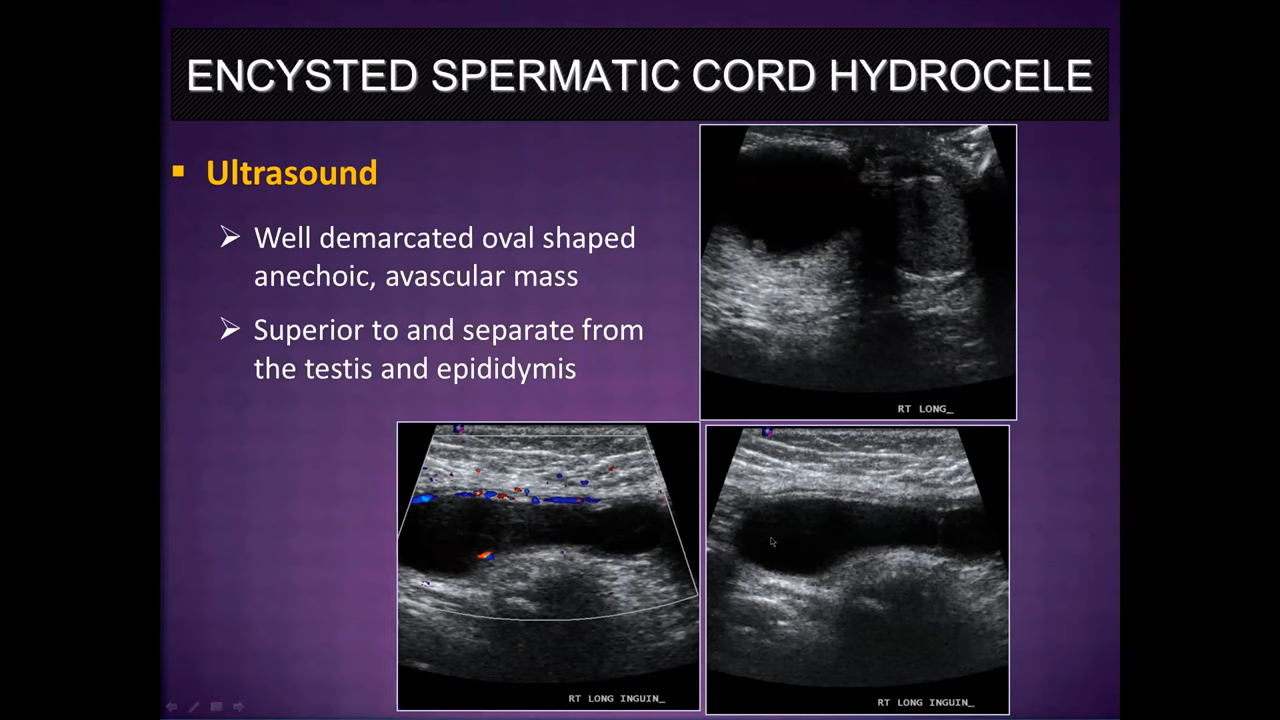 ENCYSTED SPERMATIC CORD HYDROCELE
Ultrasound
Well demarcated oval shaped
anechoic, avascular mass
Superior to and separate from
the testis and epididymis
RT LONG_
RT LONG INGUIN_
RT LONG INGUIN_